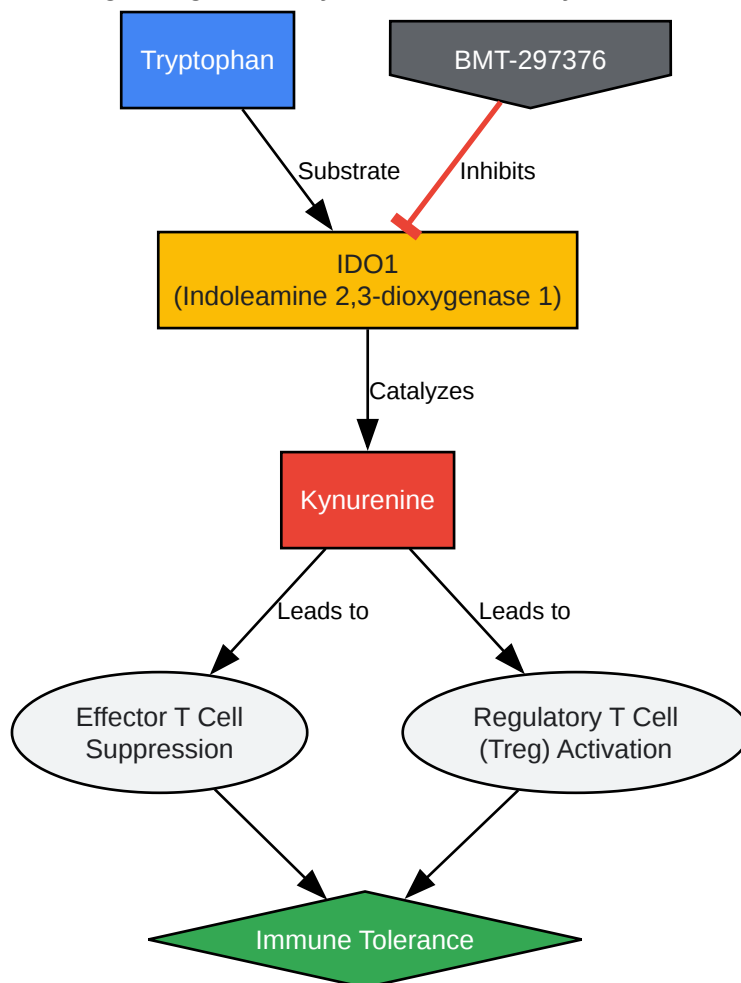 Tryptophan
BMT-297376
Substrate
Inhibits
IDO1
(Indoleamine 2,3-dioxygenase 1)
Catalyzes
Kynurenine
Leads to
Leads to
Effector T Cell
Suppression
Regulatory T Cell
(Treg) Activation
Immune Tolerance